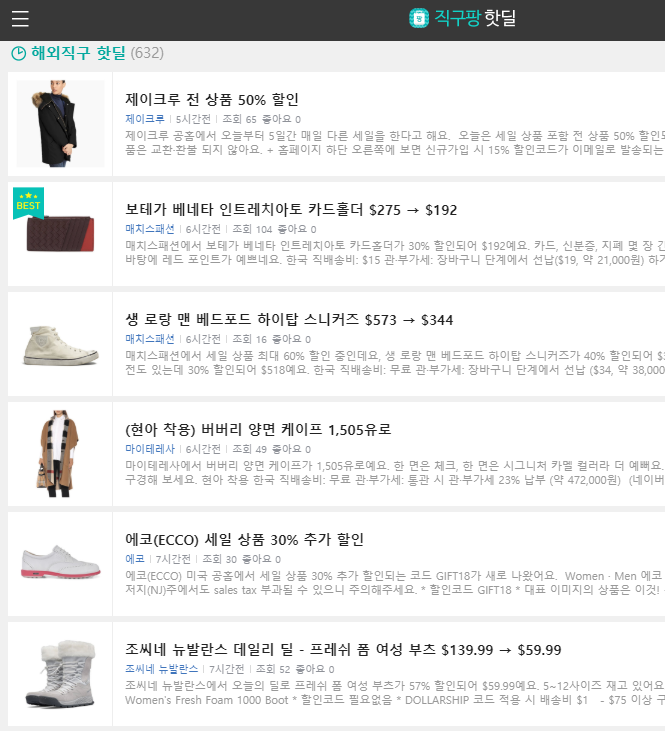 직구팡 핫딜
해외직구 핫딜 (632)
제이크루 전 상품 50% 할인
제이크루 | 5시간전 | 조회 65 좋아요 0
제이크루 공홈에서 오늘부터 5일간 매일 다른 세일을 한다고 해요. 오늘은 세일 상품 포함 전 상품 50% 할인되
품은 교환·환불 되지 않아요. + 홈페이지 하단 오른쪽에 보면 신규가입 시 15% 할인코드가 이메일로 발송되는
BEST
보테가 베네타 인트레치아토 카드홀더 $275 → $192
매치스패션 | 6시간전 | 조회 104 좋아요 0
매치스패션에서 보테가 베네타 인트레치아토 카드홀더가 30% 할인되어 $192예요. 카드, 신분증, 지폐 몇 장 간
바탕에 레드 포인트가 예쁘네요. 한국 직배송비: $15 관·부가세: 장바구니 단계에서 선납($19, 약 21,000원) 하기
생 로랑 맨 베드포드 하이탑 스니커즈 $573 → $344
매치스패션 | 6시간전 | 조회 16 좋아요 0
매치스패션에서 세일 상품 최대 60% 할인 중인데요, 생 로랑 맨 베드포드 하이탑 스니커즈가 40% 할인되어 $3
전도 있는데 30% 할인되어 $518예요. 한국 직배송비: 무료 관·부가세: 장바구니 단계에서 선납 ($34, 약 38,000
(현아 착용) 버버리 양면 케이프 1,505유로
마이테레사 | 6시간전 | 조회 49 좋아요 0
마이테레사에서 버버리 양면 케이프가 1,505유로예요. 한 면은 체크, 한 면은 시그니처 카멜 컬러라 더 예뻐요.
구경해 보세요. 현아 착용 한국 직배송비: 무료 관·부가세: 통관 시 관·부가세 23% 납부 (약 472,000원) (네이버
에코(ECCO) 세일 상품 30% 추가 할인
에코 | 7시간전 | 조회 30 좋아요 0
에코(ECCO) 미국 공홈에서 세일 상품 30% 추가 할인되는 코드 GIFT18가 새로 나왔어요. Women · Men 에코
저지(NJ)주에서도 sales tax 부과될 수 있으니 주의해주세요. * 할인코드 GIFT18 * 대표 이미지의 상품은 이것!
조씨네 뉴발란스 데일리 딜 - 프레쉬 폼 여성 부츠 $139.99 → $59.99
조씨네 뉴발란스 | 7시간전 | 조회 52 좋아요 0
조씨네 뉴발란스에서 오늘의 딜로 프레쉬 폼 여성 부츠가 57% 할인되어 $59.99예요. 5~12사이즈 재고 있어요
Women's Fresh Foam 1000 Boot * 할인코드 필요없음 * DOLLARSHIP 코드 적용 시 배송비 $1 - $75 이상 구